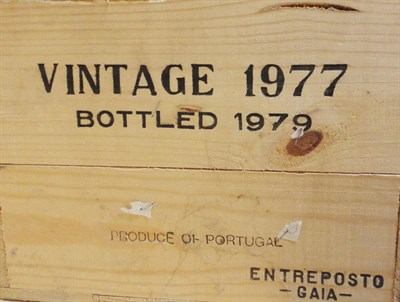 VINTAGE 1977
BOTTLED 1979
PRODUCE OF PORTUGAL
ENTREPOSTO
- GAIA -